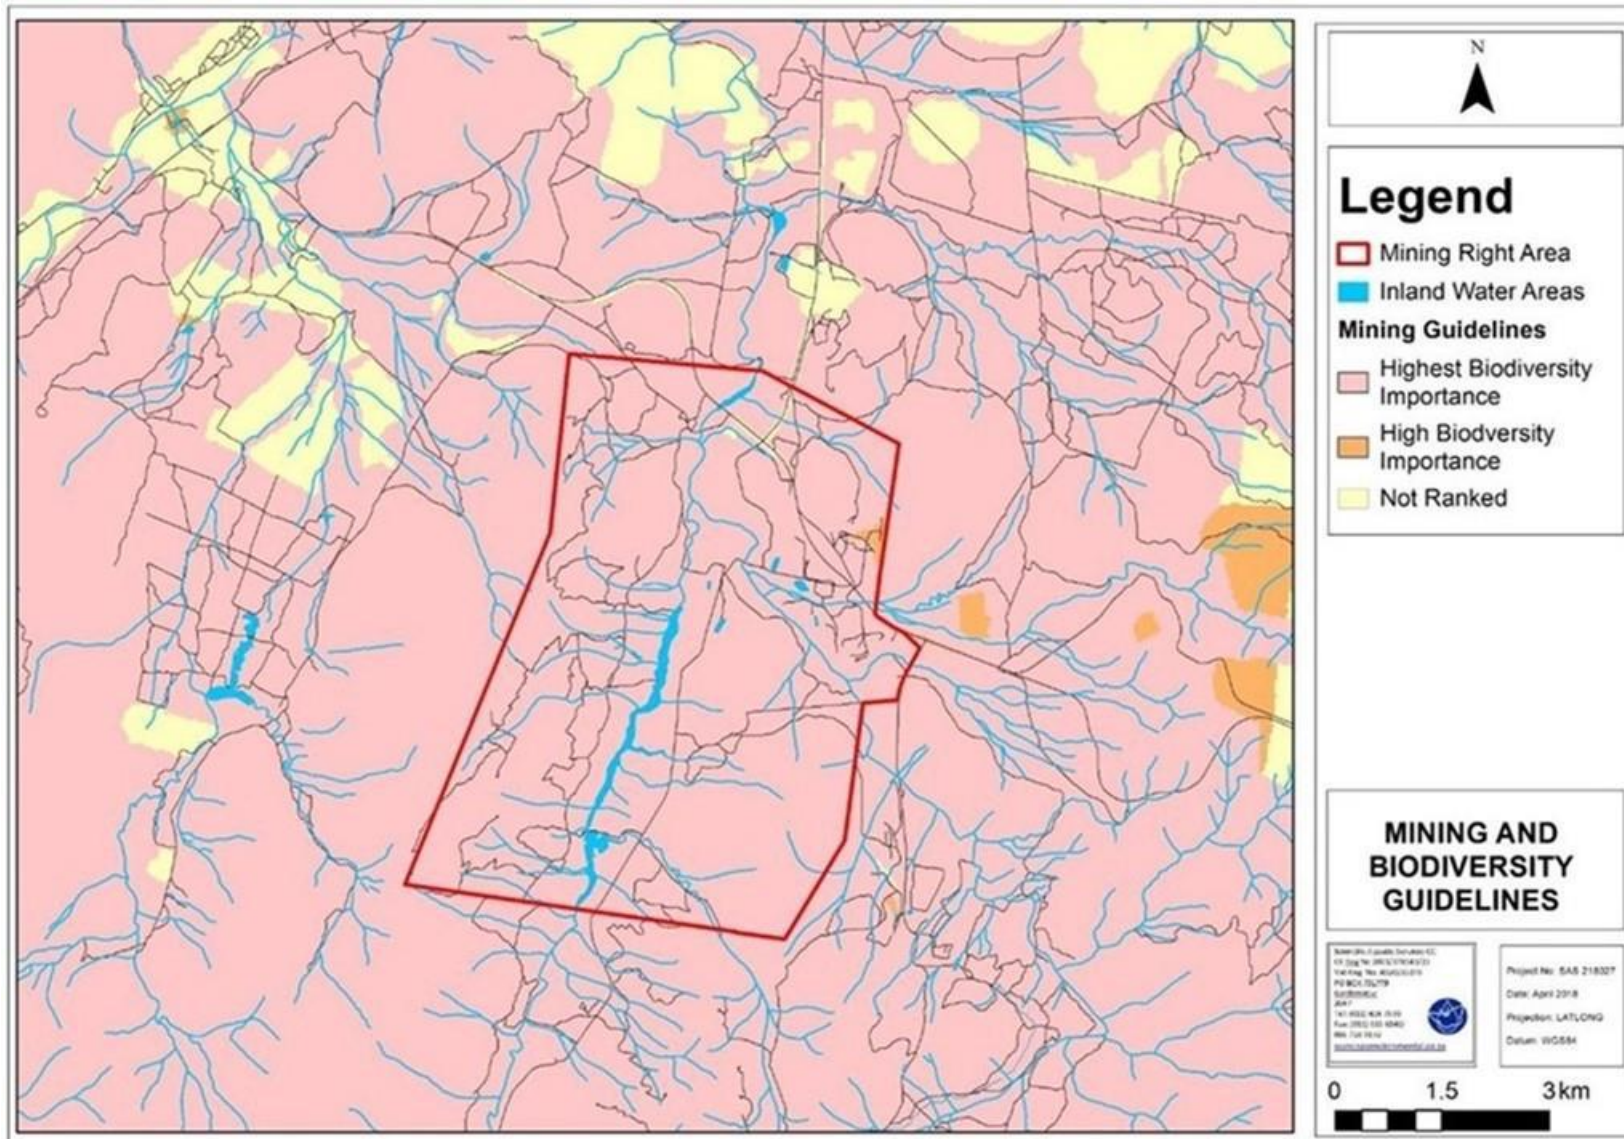 N
Legend
Mining Right Area
Inland Water Areas
Mining Guidelines
Highest Biodiversity
Importance
High Biodversity
Importance
Not Ranked
MINING AND
BIODIVERSITY
GUIDELINES
Project No: SAS 218027
Date: April 2018
Projection: LATLONG
Datum: WGS84
0 1.5 3km